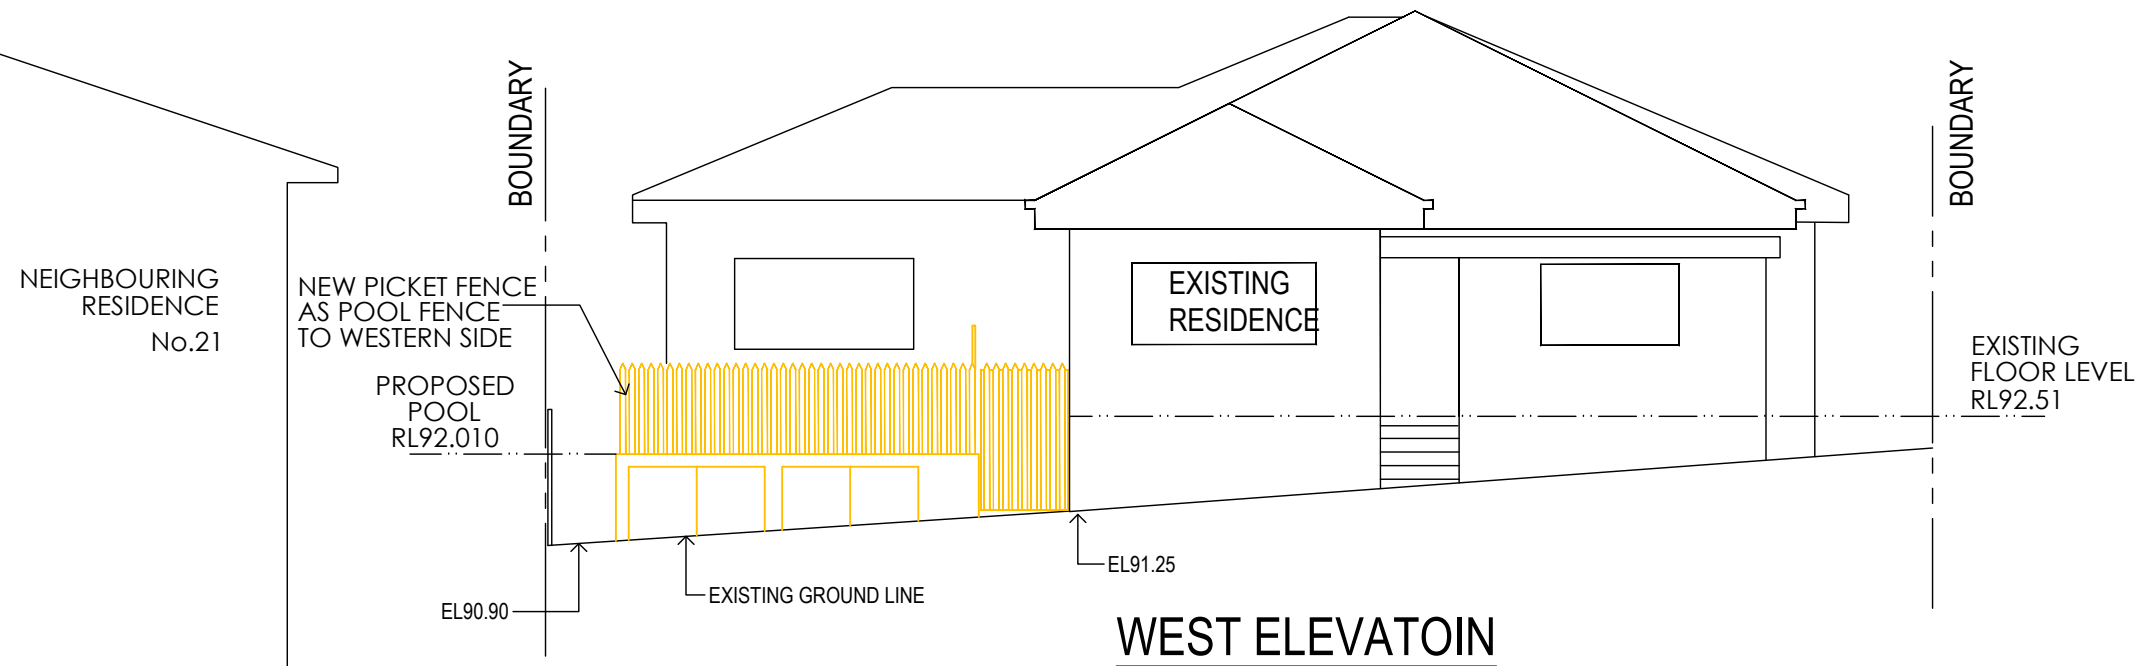 BOUNDARY
BOUNDARY
NEIGHBOURING
RESIDENCE
No.21
NEW PICKET FENCE
AS POOL FENCE
TO WESTERN SIDE
PROPOSED
POOL
RL92.010
EXISTING
RESIDENCE
EXISTING
FLOOR LEVEL
RL92.51
EL91.25
EXISTING GROUND LINE
EL90.90
WEST ELEVATOIN